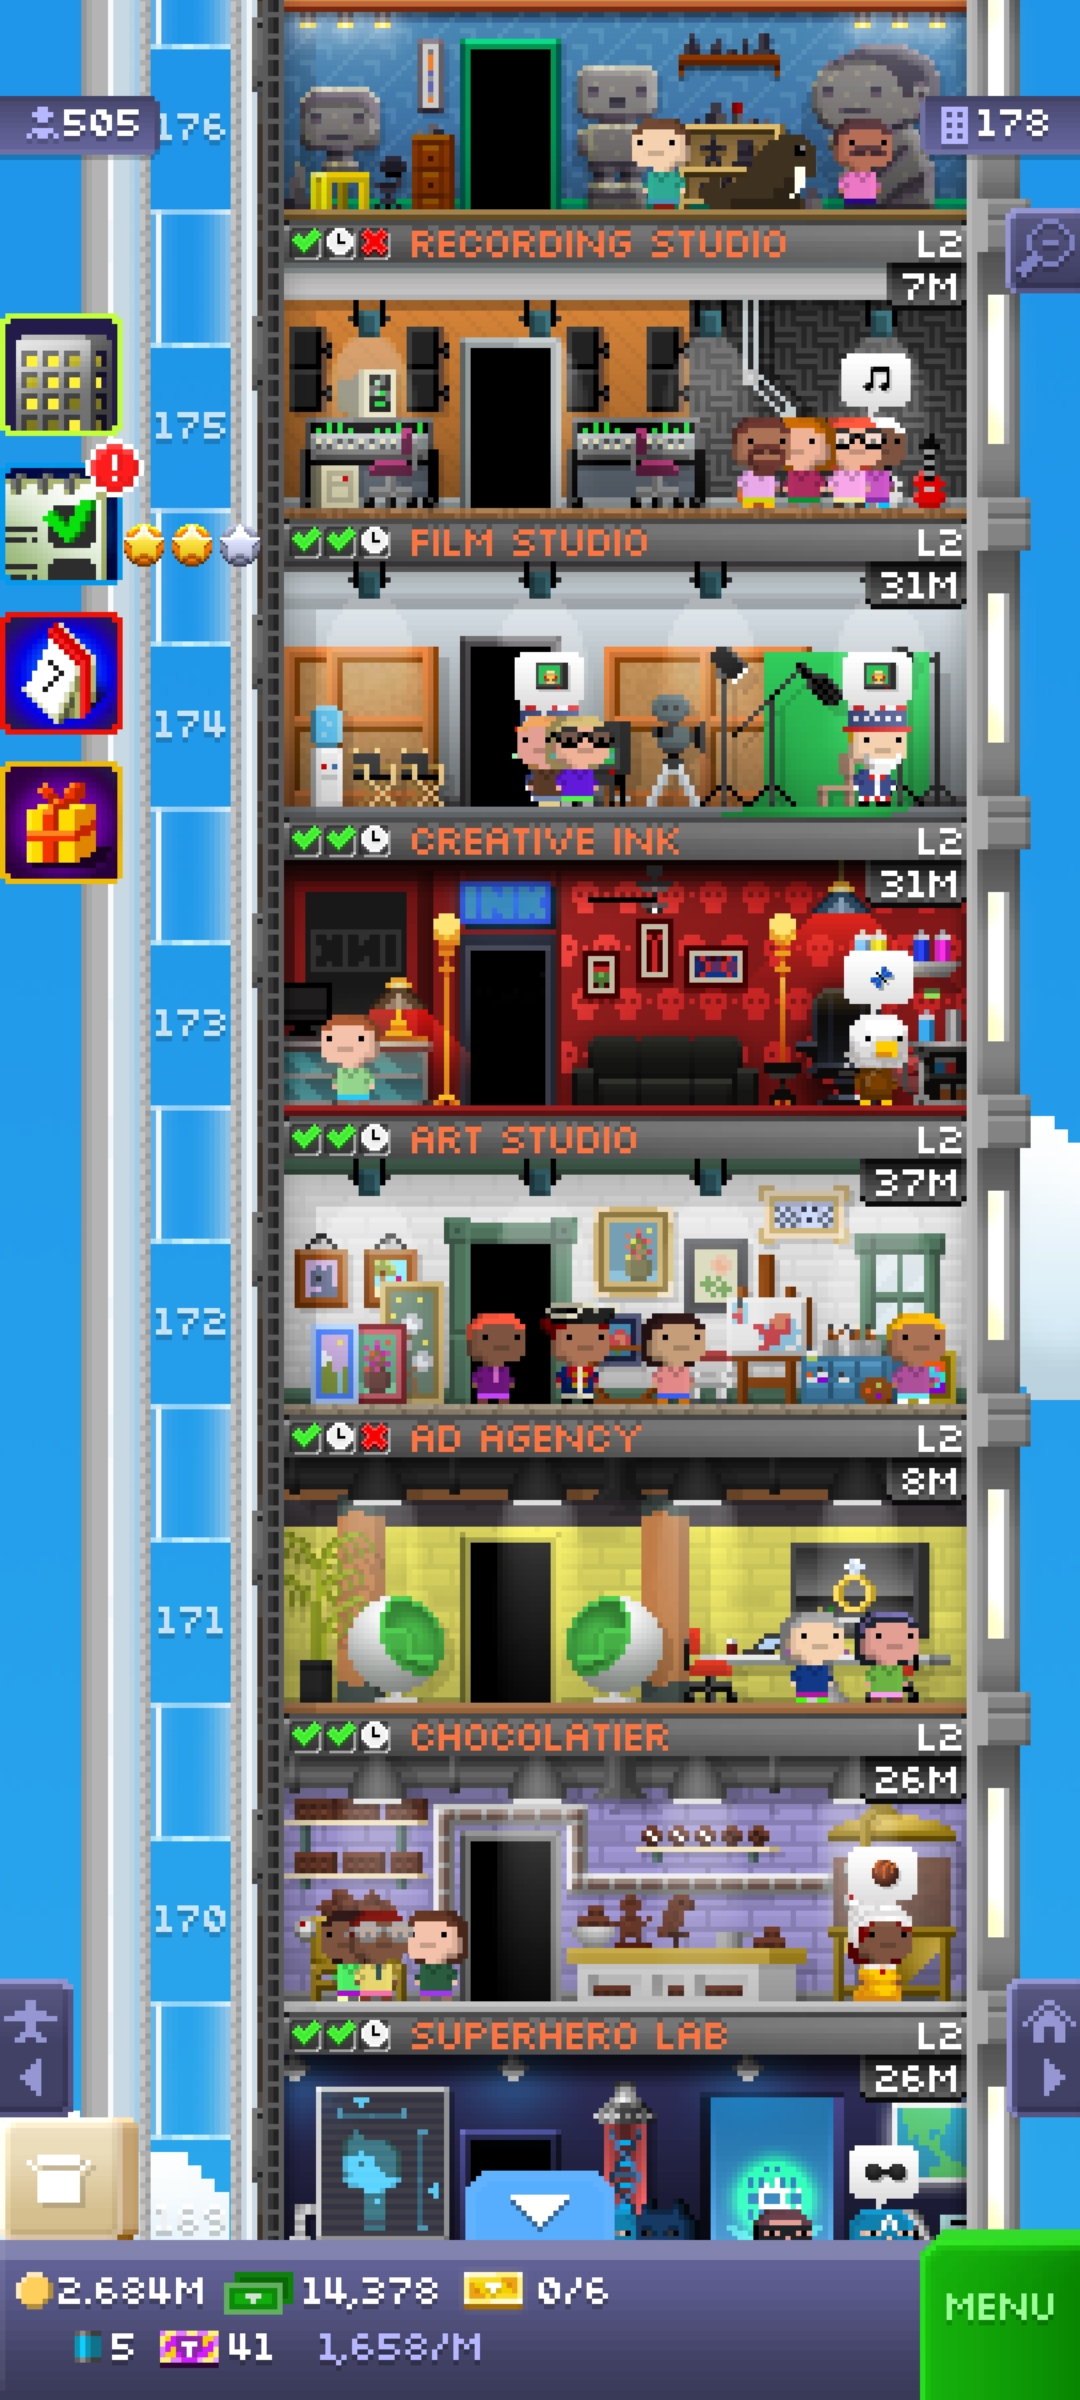 505
176
178
RECORDING STUDIO
L2
7M
175
FILM STUDIO
L2
31M
7
174
CREATIVE INK
L2
31M
INK
173
ART STUDIO
L2
37M
172
AD AGENCY
L2
8M
171
CHOCOLATIER
L2
26M
170
SUPERHERO LAB
L2
26M
2.684M
14,378
0/6
MENU
5
T
41
1,658/M